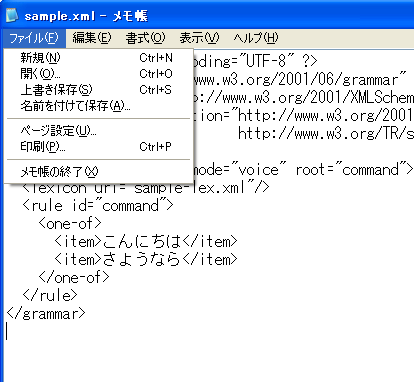 sample.xml - メモ帳
ファイル(F) 編集(E) 書式(O) 表示(V) ヘルプ(H)
新規(N) Ctrl+N
開く(O)... Ctrl+O
上書き保存(S) Ctrl+S
名前を付けて保存(A)...
ページ設定(U)...
印刷(P)... Ctrl+P
メモ帳の終了(X)
oding="UTF-8" ?>
ww.w3.org/2001/06/grammar"
p://www.w3.org/2001/XMLSchem
tion="http://www.w3.org/2001
http://www.w3.org/TR/s
mode="voice" root="command">
<lexicon uri="sample-lex.xml"/>
<rule id="command">
<one-of>
<item>こんにちは</item>
<item>さようなら</item>
</one-of>
</rule>
</grammar>